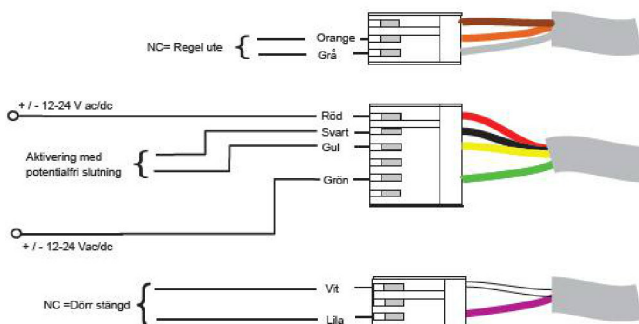 NC= Regel ute
Orange
Grå
+ / - 12-24 V ac/dc
Röd
Svart
Gul
Aktivering med
potentialfri slutning
Grön
+ / - 12-24 Vac/dc
Vit
NC =Dörr stängd
Lila